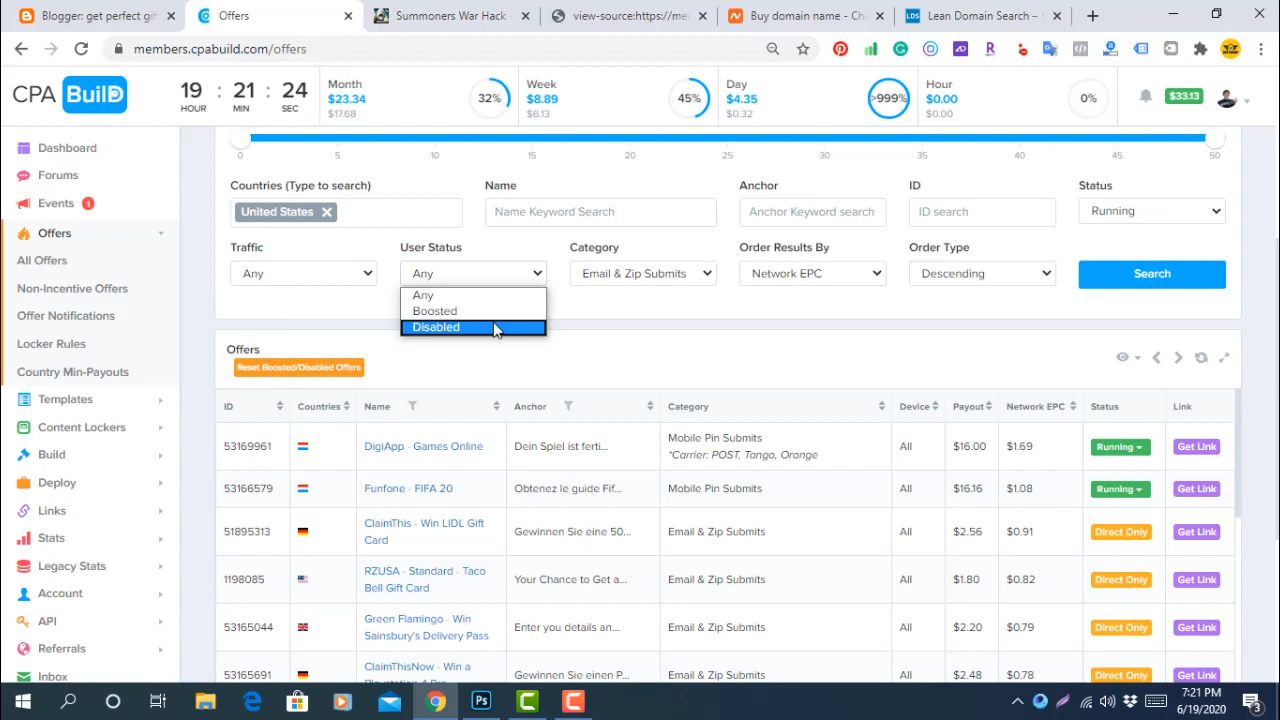 Blogger: get perfect gift
Offers
Summoners War Hack -
view-source:https://me
Buy domain name - Ch
Lean Domain Search –
members.cpabuild.com/offers
CPA BuilD
19 : 21 : 24
HOUR MIN SEC
Month
$23.34
$17.68
32%
Week
$8.89
$6.13
45%
Day
$4.35
$0.32
>999%
Hour
$0.00
$0.00
0%
$33.13
Dashboard
Forums
Events 1
Offers
All Offers
Non-Incentive Offers
Offer Notifications
Locker Rules
Country Min-Payouts
Templates
Content Lockers
Build
Deploy
Links
Stats
Legacy Stats
Account
API
Referrals
Inbox
0 5 10 15 20 25 30 35 40 45 50
Countries (Type to search) Name Anchor ID Status
United States Name Keyword Search Anchor Keyword search ID search Running
Traffic User Status Category Order Results By Order Type
Any Any Email & Zip Submits Network EPC Descending Search
Any
Boosted
Disabled
Offers
Reset Boosted/Disabled Offers
ID Countries Name Anchor Category Device Payout Network EPC Status Link
53169961 DigiApp - Games Online Dein Spiel ist ferti... Mobile Pin Submits All $16.00 $1.69 Running Get Link
*Carrier: POST, Tango, Orange
53166579 Funfone - FIFA 20 Obtenez le guide Fif... Mobile Pin Submits All $16.16 $1.08 Running Get Link
51895313 ClaimThis - Win LIDL Gift Gewinnen Sie eine 50... Email & Zip Submits All $2.56 $0.91 Direct Only Get Link
Card
1198085 RZUSA - Standard - Taco Your Chance to Get a... Email & Zip Submits All $1.80 $0.82 Direct Only Get Link
Bell Gift Card
53165044 Green Flamingo - Win Enter you details an... Email & Zip Submits All $2.20 $0.79 Direct Only Get Link
Sainsbury's Delivery Pass
53165691 ClaimThisNow - Win a Gewinnen Sie eine... Email & Zip Submits All $2.48 $0.78 Direct Only Get Link
7:21 PM
6/19/2020
3